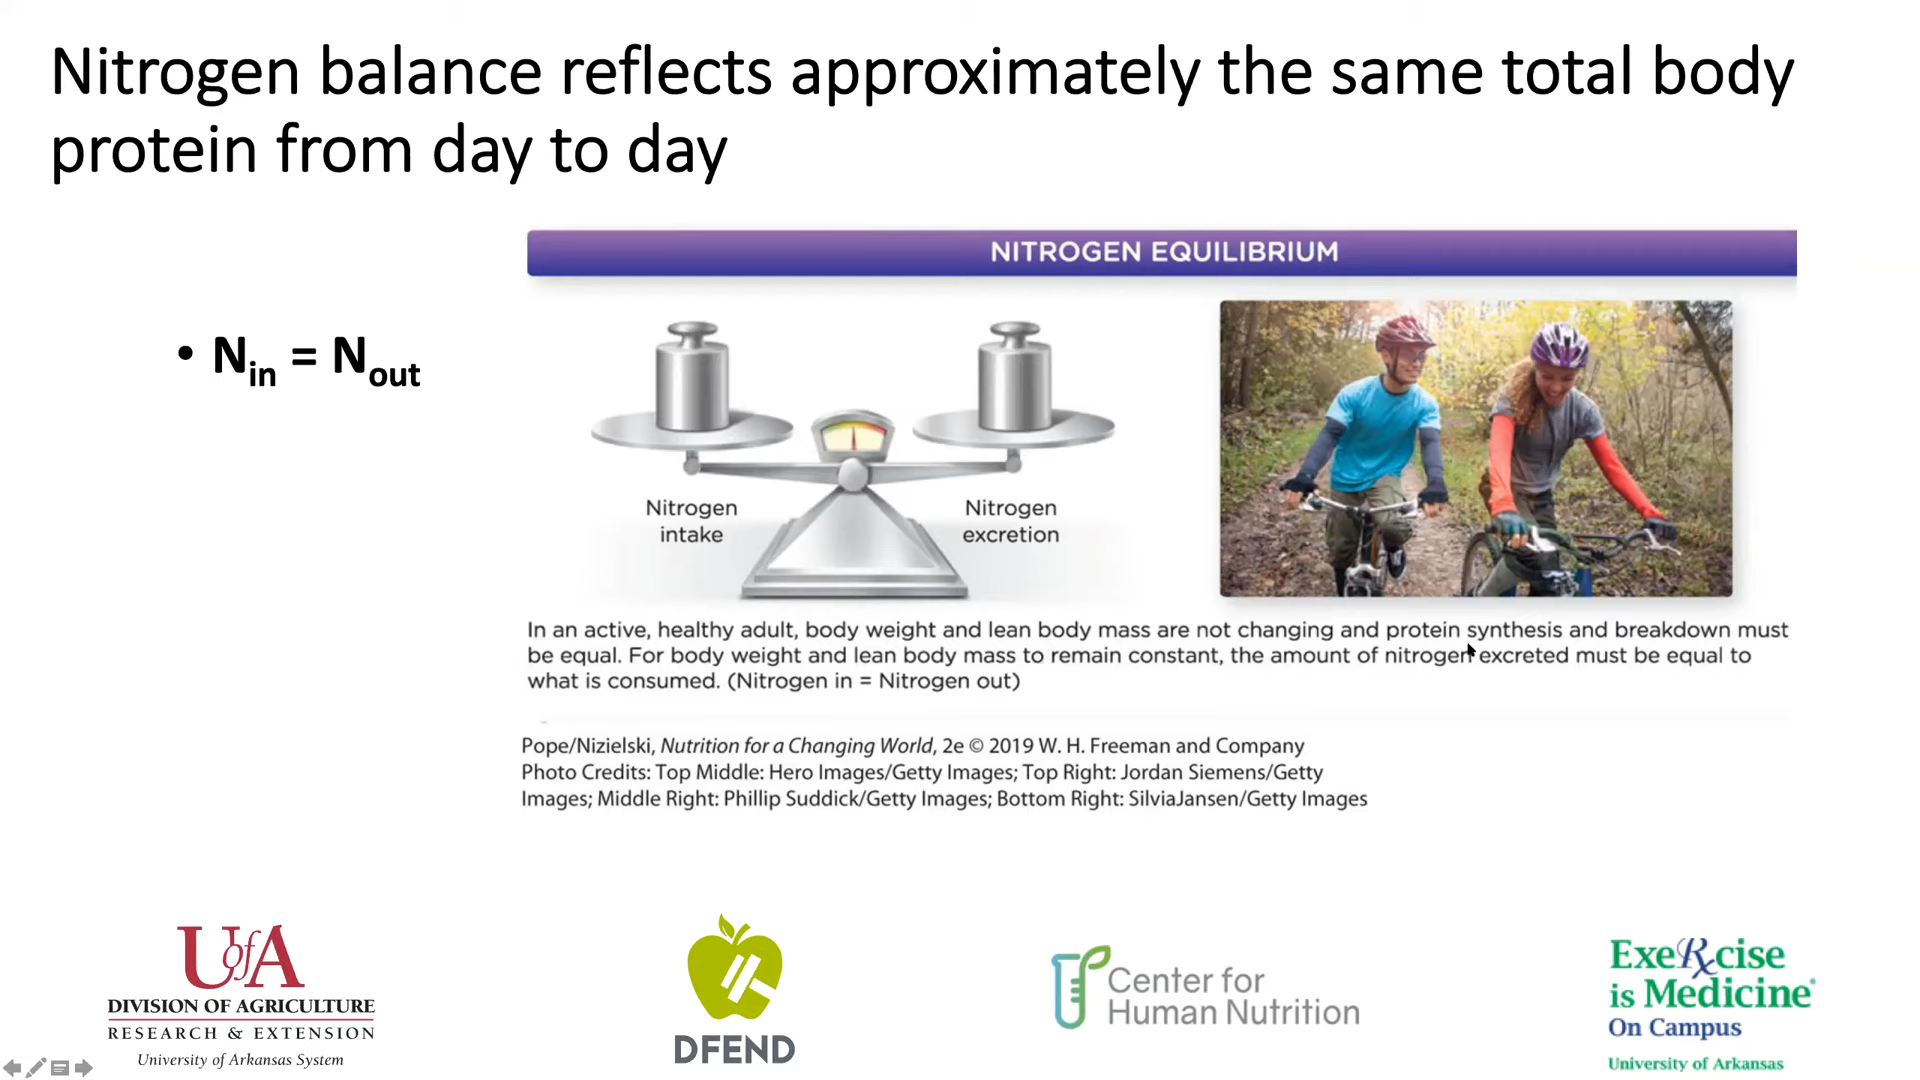 Nitrogen balance reflects approximately the same total body
protein from day to day
• Nin = Nout
NITROGEN EQUILIBRIUM
Nitrogen
intake
Nitrogen
excretion
In an active, healthy adult, body weight and lean body mass are not changing and protein synthesis and breakdown must
be equal. For body weight and lean body mass to remain constant, the amount of nitrogen excreted must be equal to
what is consumed. (Nitrogen in = Nitrogen out)
Pope/Nizielski, Nutrition for a Changing World, 2e © 2019 W. H. Freeman and Company
Photo Credits: Top Middle: Hero Images/Getty Images; Top Right: Jordan Siemens/Getty
Images; Middle Right: Phillip Suddick/Getty Images; Bottom Right: SilviaJansen/Getty Images
UofA
DIVISION OF AGRICULTURE
RESEARCH & EXTENSION
University of Arkansas System
DFEND
Center for
Human Nutrition
ExeRxcise
is Medicine®
On Campus
University of Arkansas